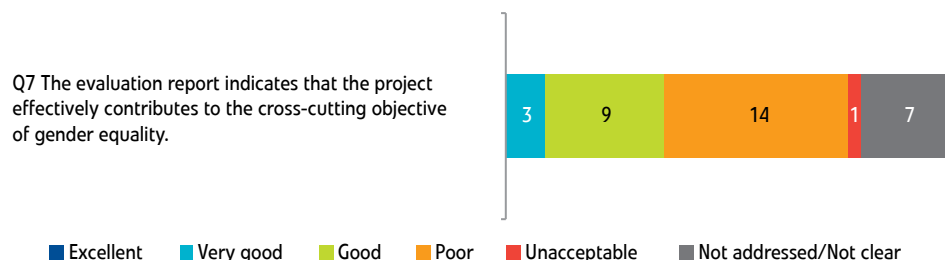 Q7 The evaluation report indicates that the project
effectively contributes to the cross-cutting objective
of gender equality.
3 9 14 1 7
Excellent Very good Good Poor Unacceptable Not addressed/Not clear